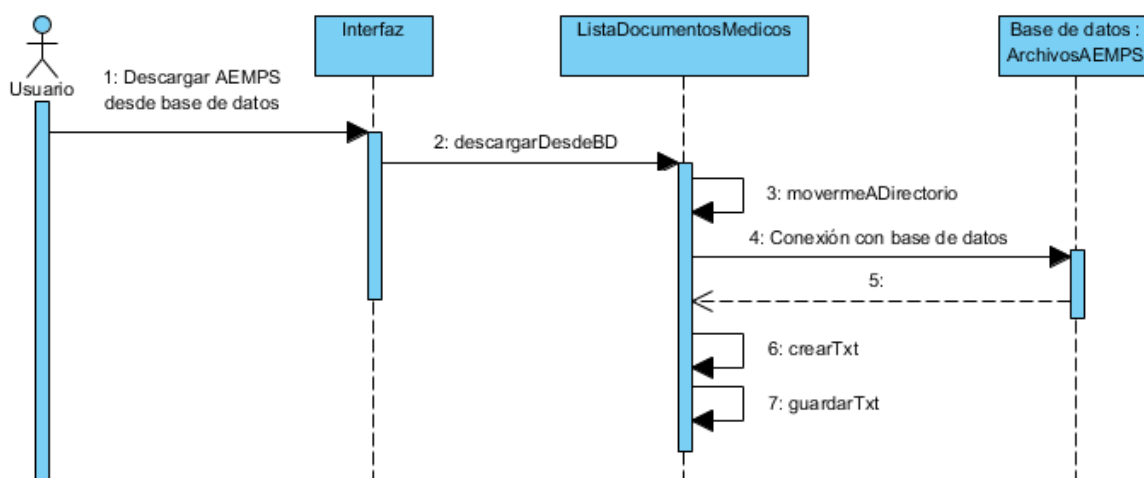 Interfaz
ListaDocumentosMedicos
Base de datos :
ArchivosAEMPS
Usuario
1: Descargar AEMPS
desde base de datos
2: descargarDesdeBD
3: movermeADirectorio
4: Conexión con base de datos
5:
6: crearTxt
7: guardarTxt